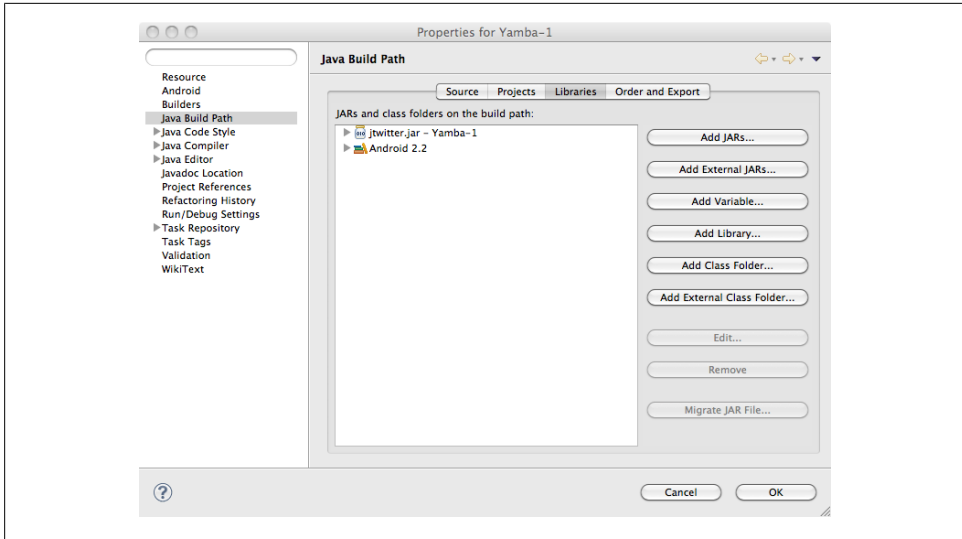 Properties for Yamba-1
Java Build Path
Resource
Android
Builders
Java Build Path
Java Code Style
Java Compiler
Java Editor
Javadoc Location
Project References
Refactoring History
Run/Debug Settings
Task Repository
Task Tags
Validation
WikiText
Source Projects Libraries Order and Export
JARs and class folders on the build path:
jtwitter.jar - Yamba-1
Android 2.2
Add JARs...
Add External JARs...
Add Variable...
Add Library...
Add Class Folder...
Add External Class Folder...
Edit...
Remove
Migrate JAR File...
?
Cancel OK